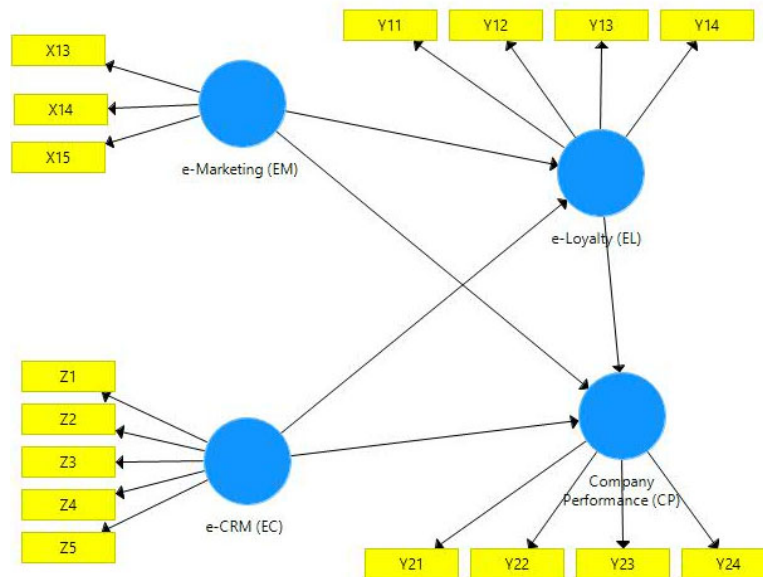 Y11
Y12
Y13
Y14
X13
X14
X15
e-Marketing (EM)
e-Loyalty (EL)
Z1
Z2
Z3
Z4
Z5
e-CRM (EC)
Company
Performance (CP)
Y21
Y22
Y23
Y24